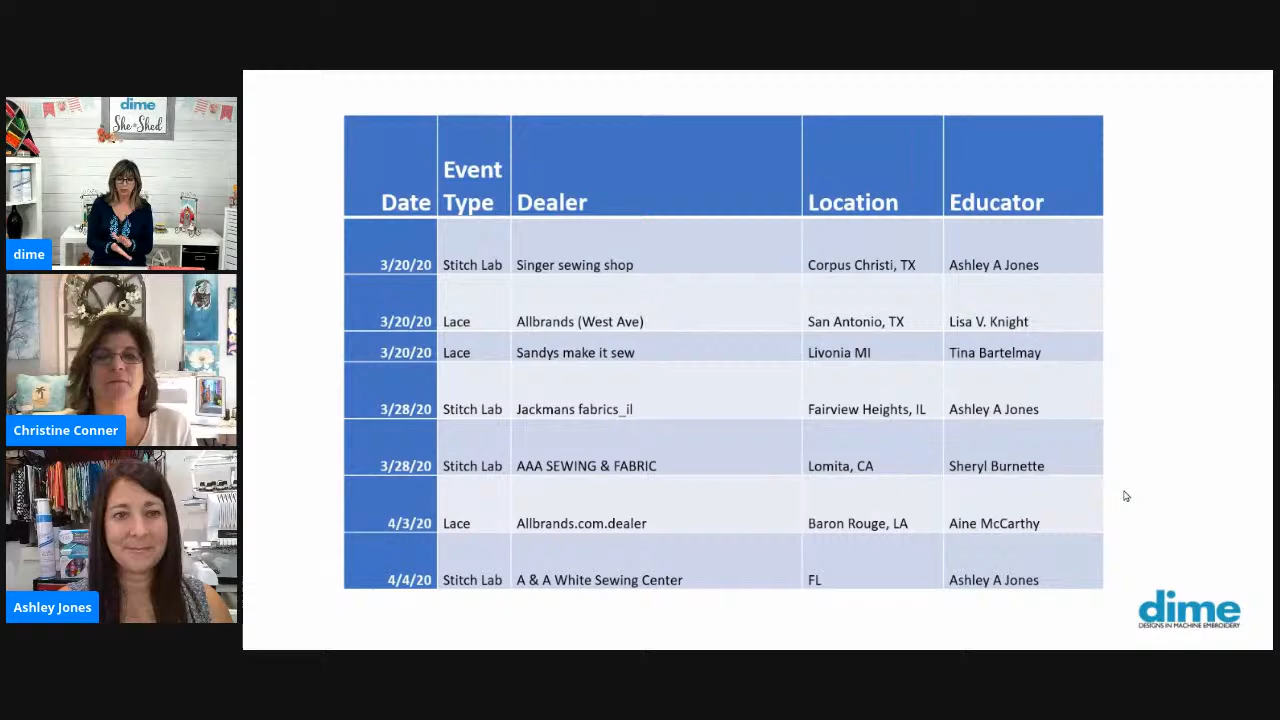 dime
She Shed
dime
Christine Conner
Ashley Jones
Date Event Type Dealer Location Educator
3/20/20 Stitch Lab Singer sewing shop Corpus Christi, TX Ashley A Jones
3/20/20 Lace Allbrands (West Ave) San Antonio, TX Lisa V. Knight
3/20/20 Lace Sandys make it sew Livonia MI Tina Bartelmay
3/28/20 Stitch Lab Jackmans fabrics_il Fairview Heights, IL Ashley A Jones
3/28/20 Stitch Lab AAA SEWING & FABRIC Lomita, CA Sheryl Burnette
4/3/20 Lace Allbrands.com.dealer Baron Rouge, LA Aine McCarthy
4/4/20 Stitch Lab A & A White Sewing Center FL Ashley A Jones
dime
DESIGNS IN MACHINE EMBROIDERY